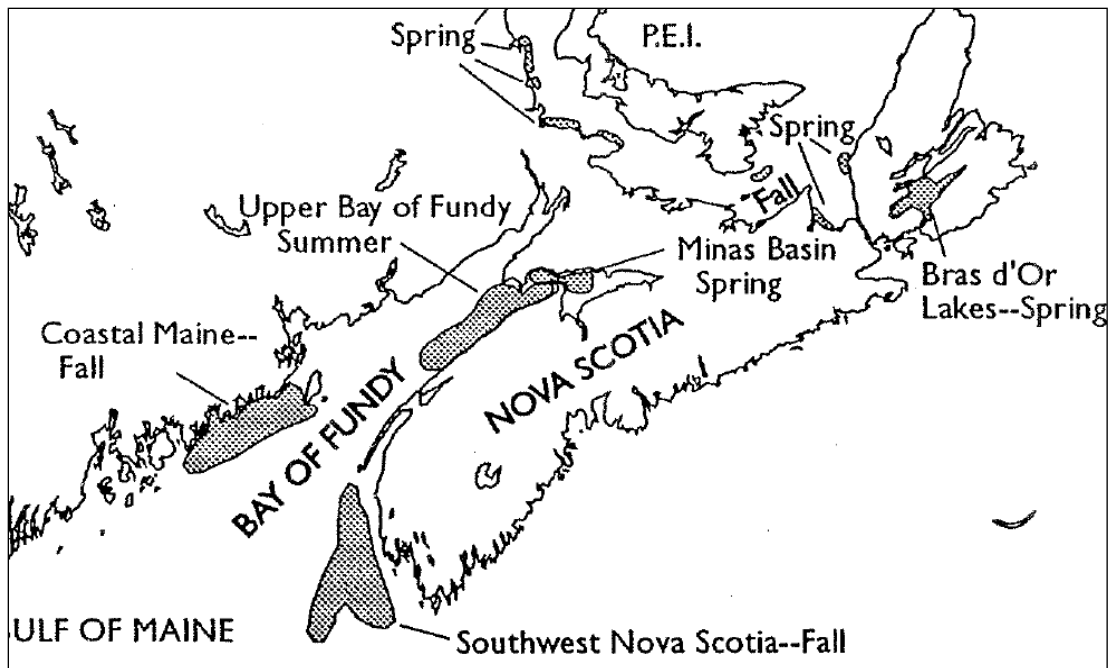 Spring
P.E.I.
Spring
Fall
Upper Bay of Fundy
Summer
Minas Basin
Spring
Bras d'Or
Lakes--Spring
Coastal Maine--
Fall
NOVA SCOTIA
BAY OF FUNDY
ULF OF MAINE
Southwest Nova Scotia--Fall